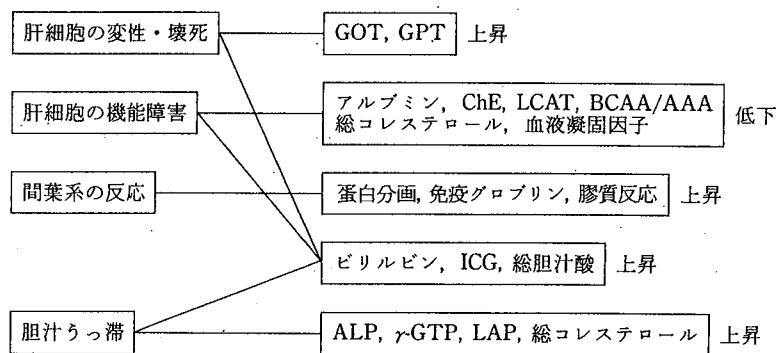 肝細胞の変性・壊死 GOT, GPT 上昇
肝細胞の機能障害 アルブミン, ChE, LCAT, BCAA/AAA
総コレステロール, 血液凝固因子 低下
間葉系の反応 蛋白分画, 免疫グロブリン, 膠質反応 上昇
ビリルビン, ICG, 総胆汁酸 上昇
胆汁うっ滞 ALP, γ-GTP, LAP, 総コレステロール 上昇